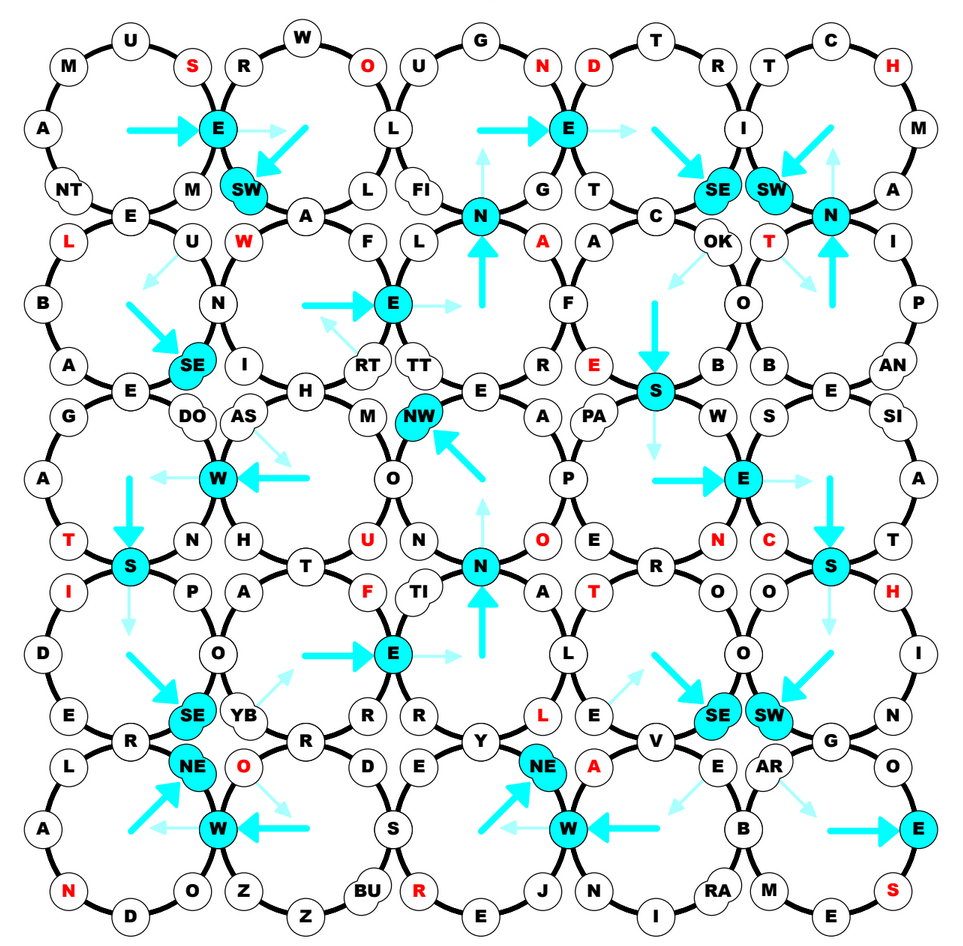 U W G T C
M S R O U N D R T H
A E L E I M
NT M SW L FI G T SE SW A
E A N C N
L U W F L A A OK T I
B N E F O P
A SE I RT TT R E B B AN
E H E S E
G DO AS M NW A PA W S SI
A W O P E A
T N H U N O E N C T
S T N R S
I P A F TI A T O O H
D O E L O I
E SE YB R R L E SE SW N
R R Y V G
L NE O D E NE A E AR O
A W S W B E
N O Z BU R J N RA M S
D Z E I E